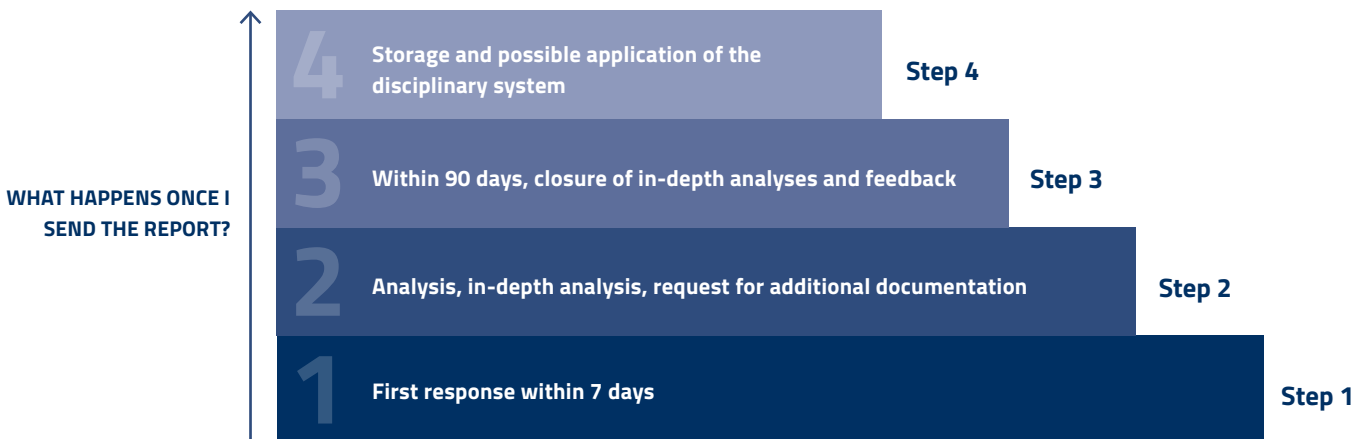 WHAT HAPPENS ONCE I
SEND THE REPORT?
4
Storage and possible application of the
disciplinary system
Step 4
3
Within 90 days, closure of in-depth analyses and feedback
Step 3
2
Analysis, in-depth analysis, request for additional documentation
Step 2
1
First response within 7 days
Step 1